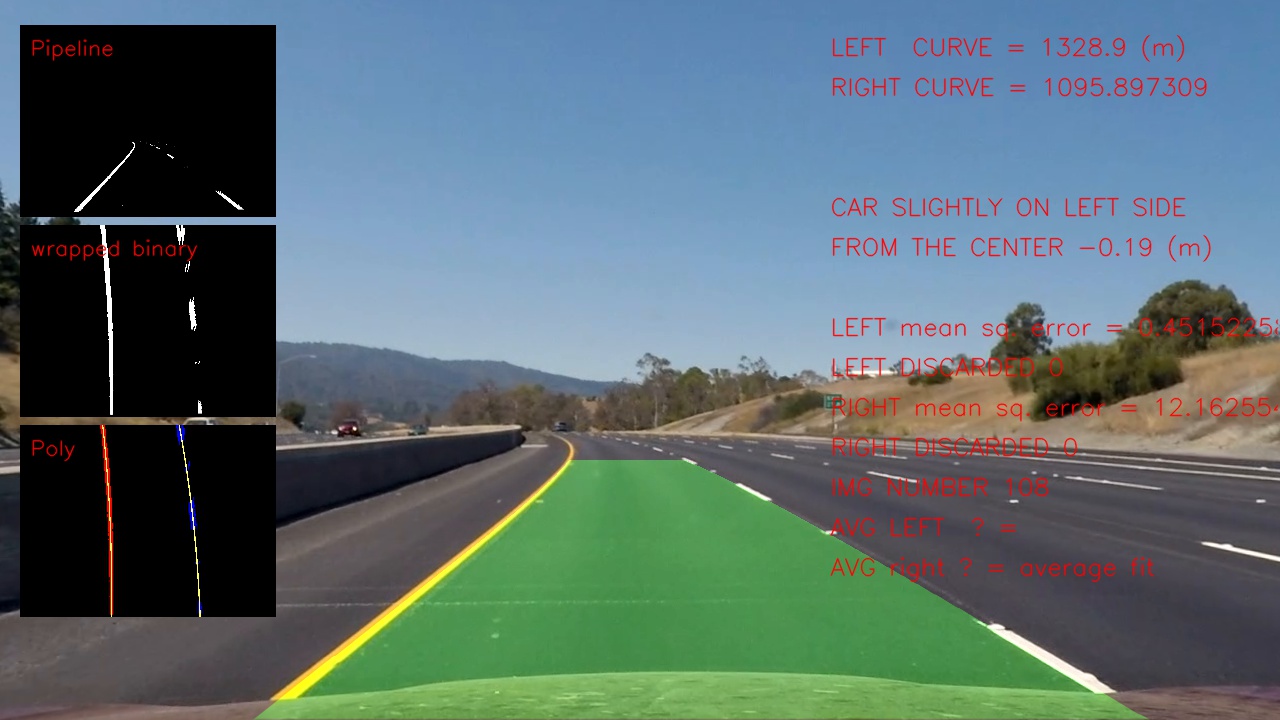 Pipeline
wrapped binary
Poly
LEFT CURVE = 1328.9 (m)
RIGHT CURVE = 1095.897309
CAR SLIGHTLY ON LEFT SIDE
FROM THE CENTER -0.19 (m)
LEFT mean sq. error = 0.4515225
LEFT DISCARDED 0
RIGHT mean sq. error = 12.16255
RIGHT DISCARDED 0
IMG NUMBER 108
AVG LEFT ? =
AVG right ? = average fit